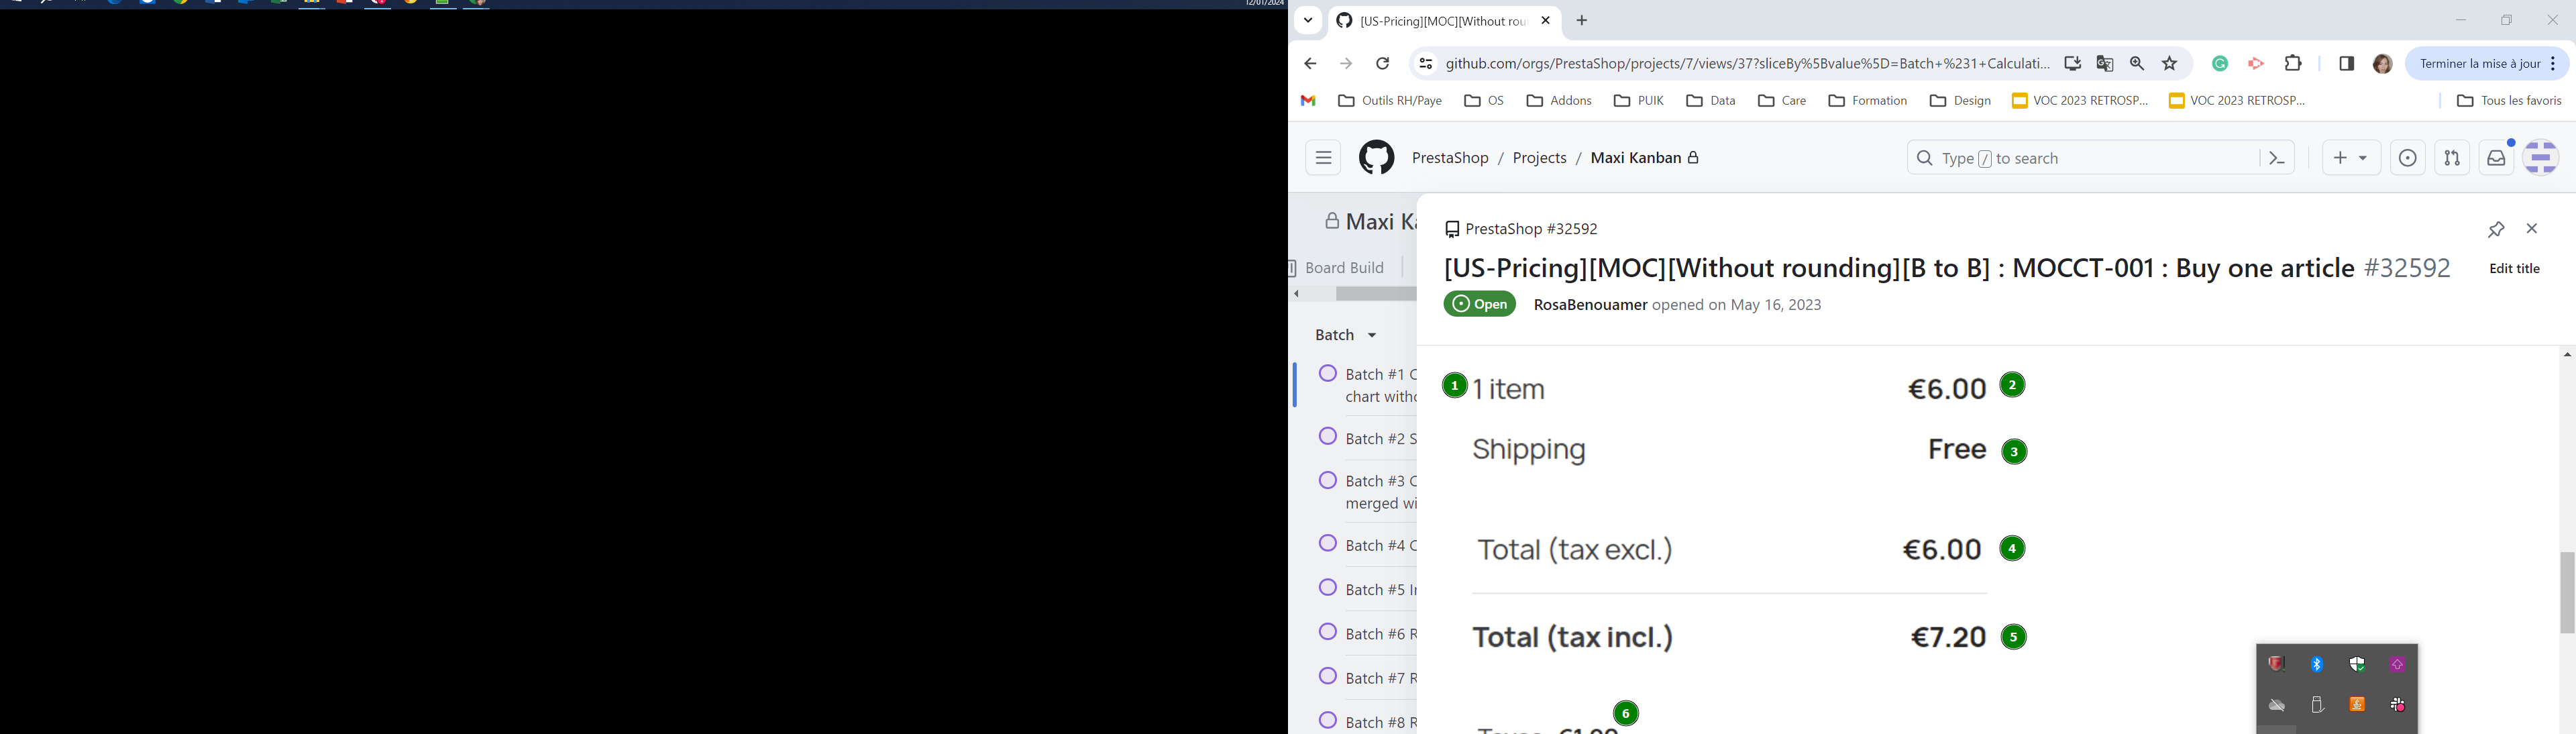 12/01/2024
[US-Pricing][MOC][Without rou
github.com/orgs/PrestaShop/projects/7/views/37?sliceBy%5Bvalue%5D=Batch+%231+Calculati...
Terminer la mise à jour
Outils RH/Paye
OS
Addons
PUIK
Data
Care
Formation
Design
VOC 2023 RETROSP...
VOC 2023 RETROSP...
Tous les favoris
PrestaShop / Projects / Maxi Kanban
Type / to search
Maxi Ka
Board Build
Batch
Batch #1 C
chart witho
Batch #2 S
Batch #3 C
merged wi
Batch #4 C
Batch #5 I
Batch #6 R
Batch #7 R
Batch #8 R
PrestaShop #32592
[US-Pricing][MOC][Without rounding][B to B] : MOCCT-001 : Buy one article #32592
Edit title
Open
RosaBenouamer opened on May 16, 2023
1 1 item €6.00 2
Shipping Free 3
Total (tax excl.) €6.00 4
Total (tax incl.) €7.20 5
6